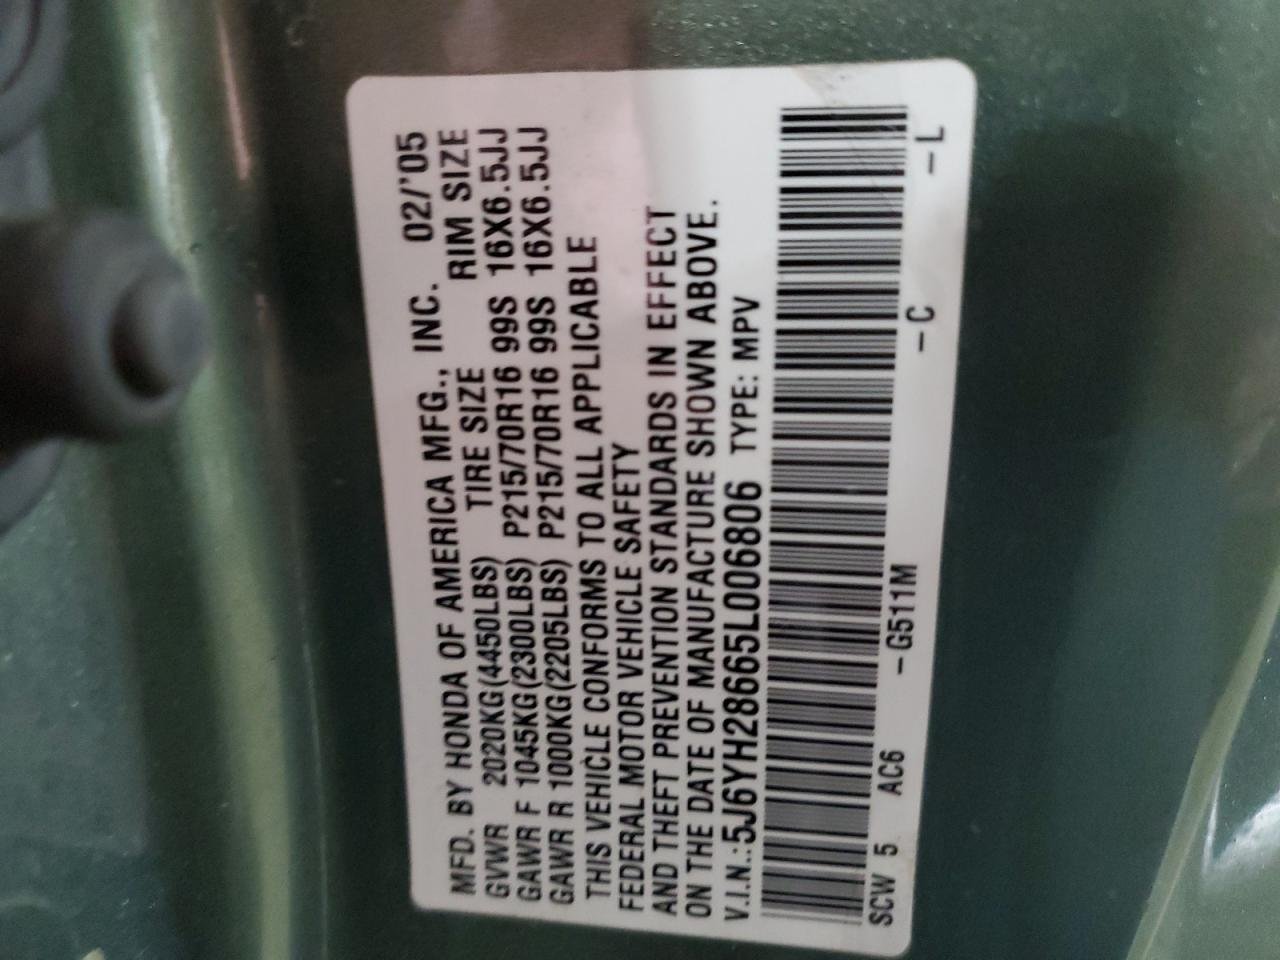 MFD. BY HONDA OF AMERICA MFG., INC. 02/'05
GVWR 2020KG(4450LBS) TIRE SIZE RIM SIZE
GAWR F 1045KG(2300LBS) P215/70R16 99S 16X6.5JJ
GAWR R 1000KG(2205LBS) P215/70R16 99S 16X6.5JJ
THIS VEHICLE CONFORMS TO ALL APPLICABLE
FEDERAL MOTOR VEHICLE SAFETY
AND THEFT PREVENTION STANDARDS IN EFFECT
ON THE DATE OF MANUFACTURE SHOWN ABOVE.
V.I.N.:5J6YH28665L006806 TYPE: MPV
SCW 5 AC6 -G511M -C -L